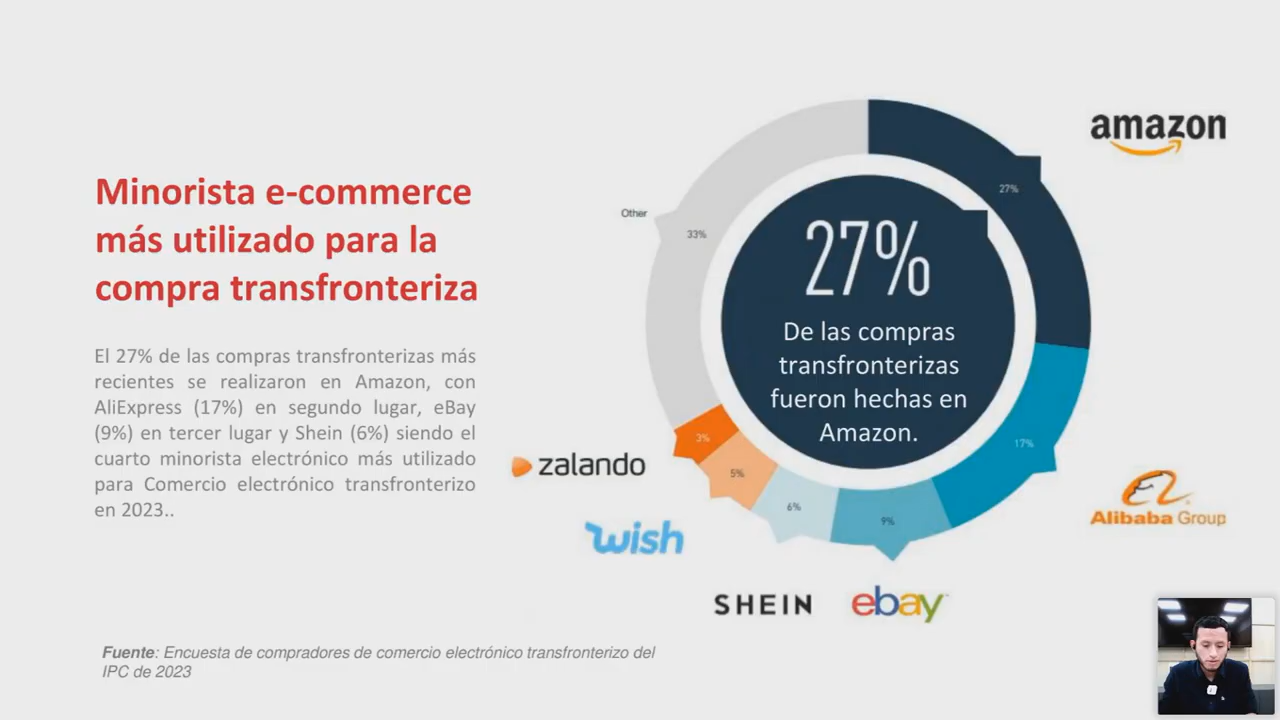 Minorista e-commerce
más utilizado para la
compra transfronteriza
El 27% de las compras transfronterizas más
recientes se realizaron en Amazon, con
AliExpress (17%) en segundo lugar, eBay
(9%) en tercer lugar y Shein (6%) siendo el
cuarto minorista electrónico más utilizado
para Comercio electrónico transfronterizo
en 2023..
Fuente: Encuesta de compradores de comercio electrónico transfronterizo del
IPC de 2023
27%
De las compras
transfronterizas
fueron hechas en
Amazon.
amazon
27%
17%
Alibaba Group
9%
ebay
6%
SHEIN
5%
wish
3%
zalando
Other
33%